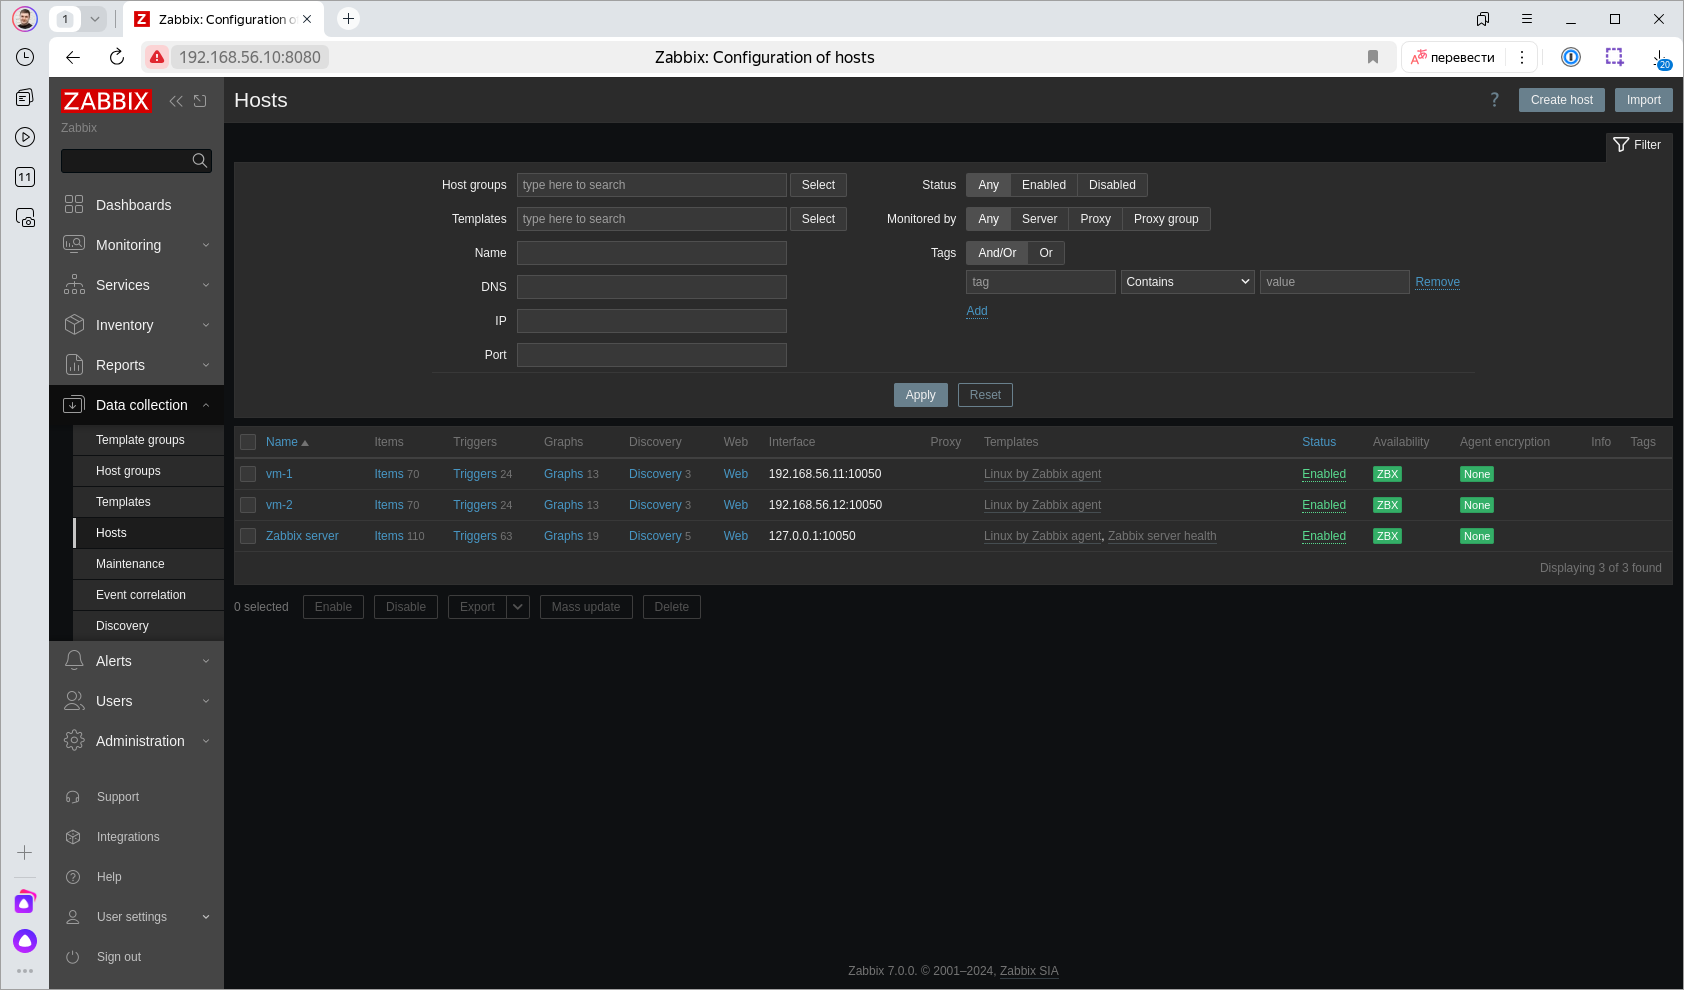 1
Z Zabbix: Configuration o
192.168.56.10:8080
Zabbix: Configuration of hosts
перевести
20
11
ZABBIX
Zabbix
Dashboards
Monitoring
Services
Inventory
Reports
Data collection
Template groups
Host groups
Templates
Hosts
Maintenance
Event correlation
Discovery
Alerts
Users
Administration
Support
Integrations
Help
User settings
Sign out
Hosts
? Create host Import
Filter
Host groups type here to search Select
Templates type here to search Select
Name
DNS
IP
Port
Status Any Enabled Disabled
Monitored by Any Server Proxy Proxy group
Tags And/Or Or
tag Contains value Remove
Add
Apply Reset
Name Items Triggers Graphs Discovery Web Interface Proxy Templates Status Availability Agent encryption Info Tags
vm-1 Items 70 Triggers 24 Graphs 13 Discovery 3 Web 192.168.56.11:10050 Linux by Zabbix agent Enabled ZBX None
vm-2 Items 70 Triggers 24 Graphs 13 Discovery 3 Web 192.168.56.12:10050 Linux by Zabbix agent Enabled ZBX None
Zabbix server Items 110 Triggers 63 Graphs 19 Discovery 5 Web 127.0.0.1:10050 Linux by Zabbix agent, Zabbix server health Enabled ZBX None
Displaying 3 of 3 found
0 selected Enable Disable Export Mass update Delete
Zabbix 7.0.0. © 2001–2024, Zabbix SIA